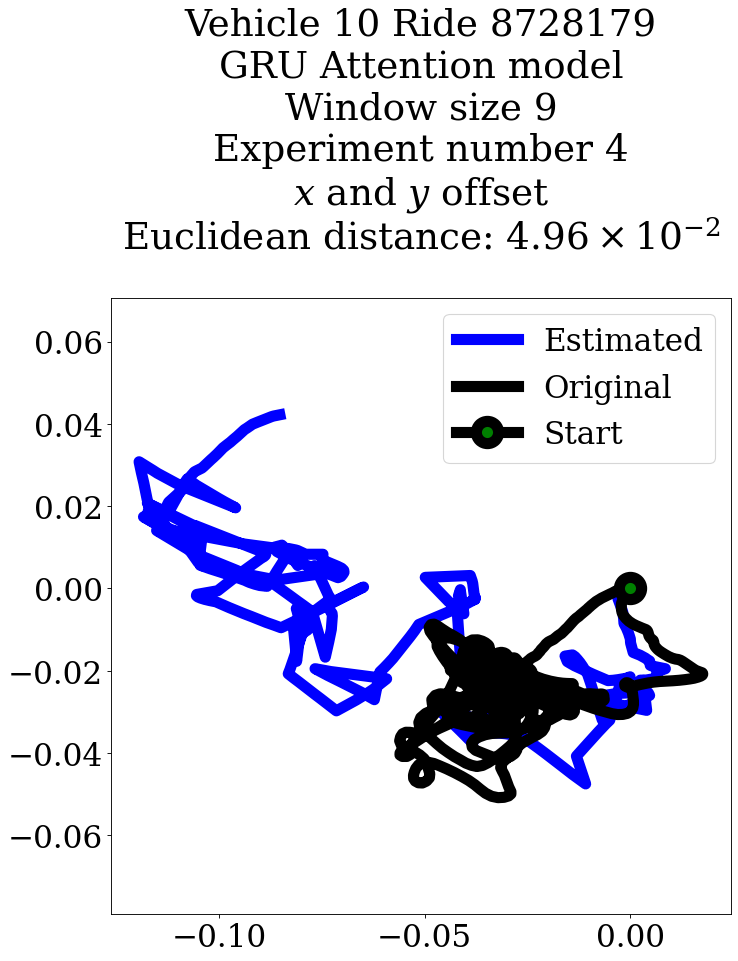 Vehicle 10 Ride 8728179
GRU Attention model
Window size 9
Experiment number 4
x and y offset
Euclidean distance: 4.96 × 10⁻²
Estimated
Original
Start
0.06
0.04
0.02
0.00
−0.02
−0.04
−0.06
−0.10 −0.05 0.00